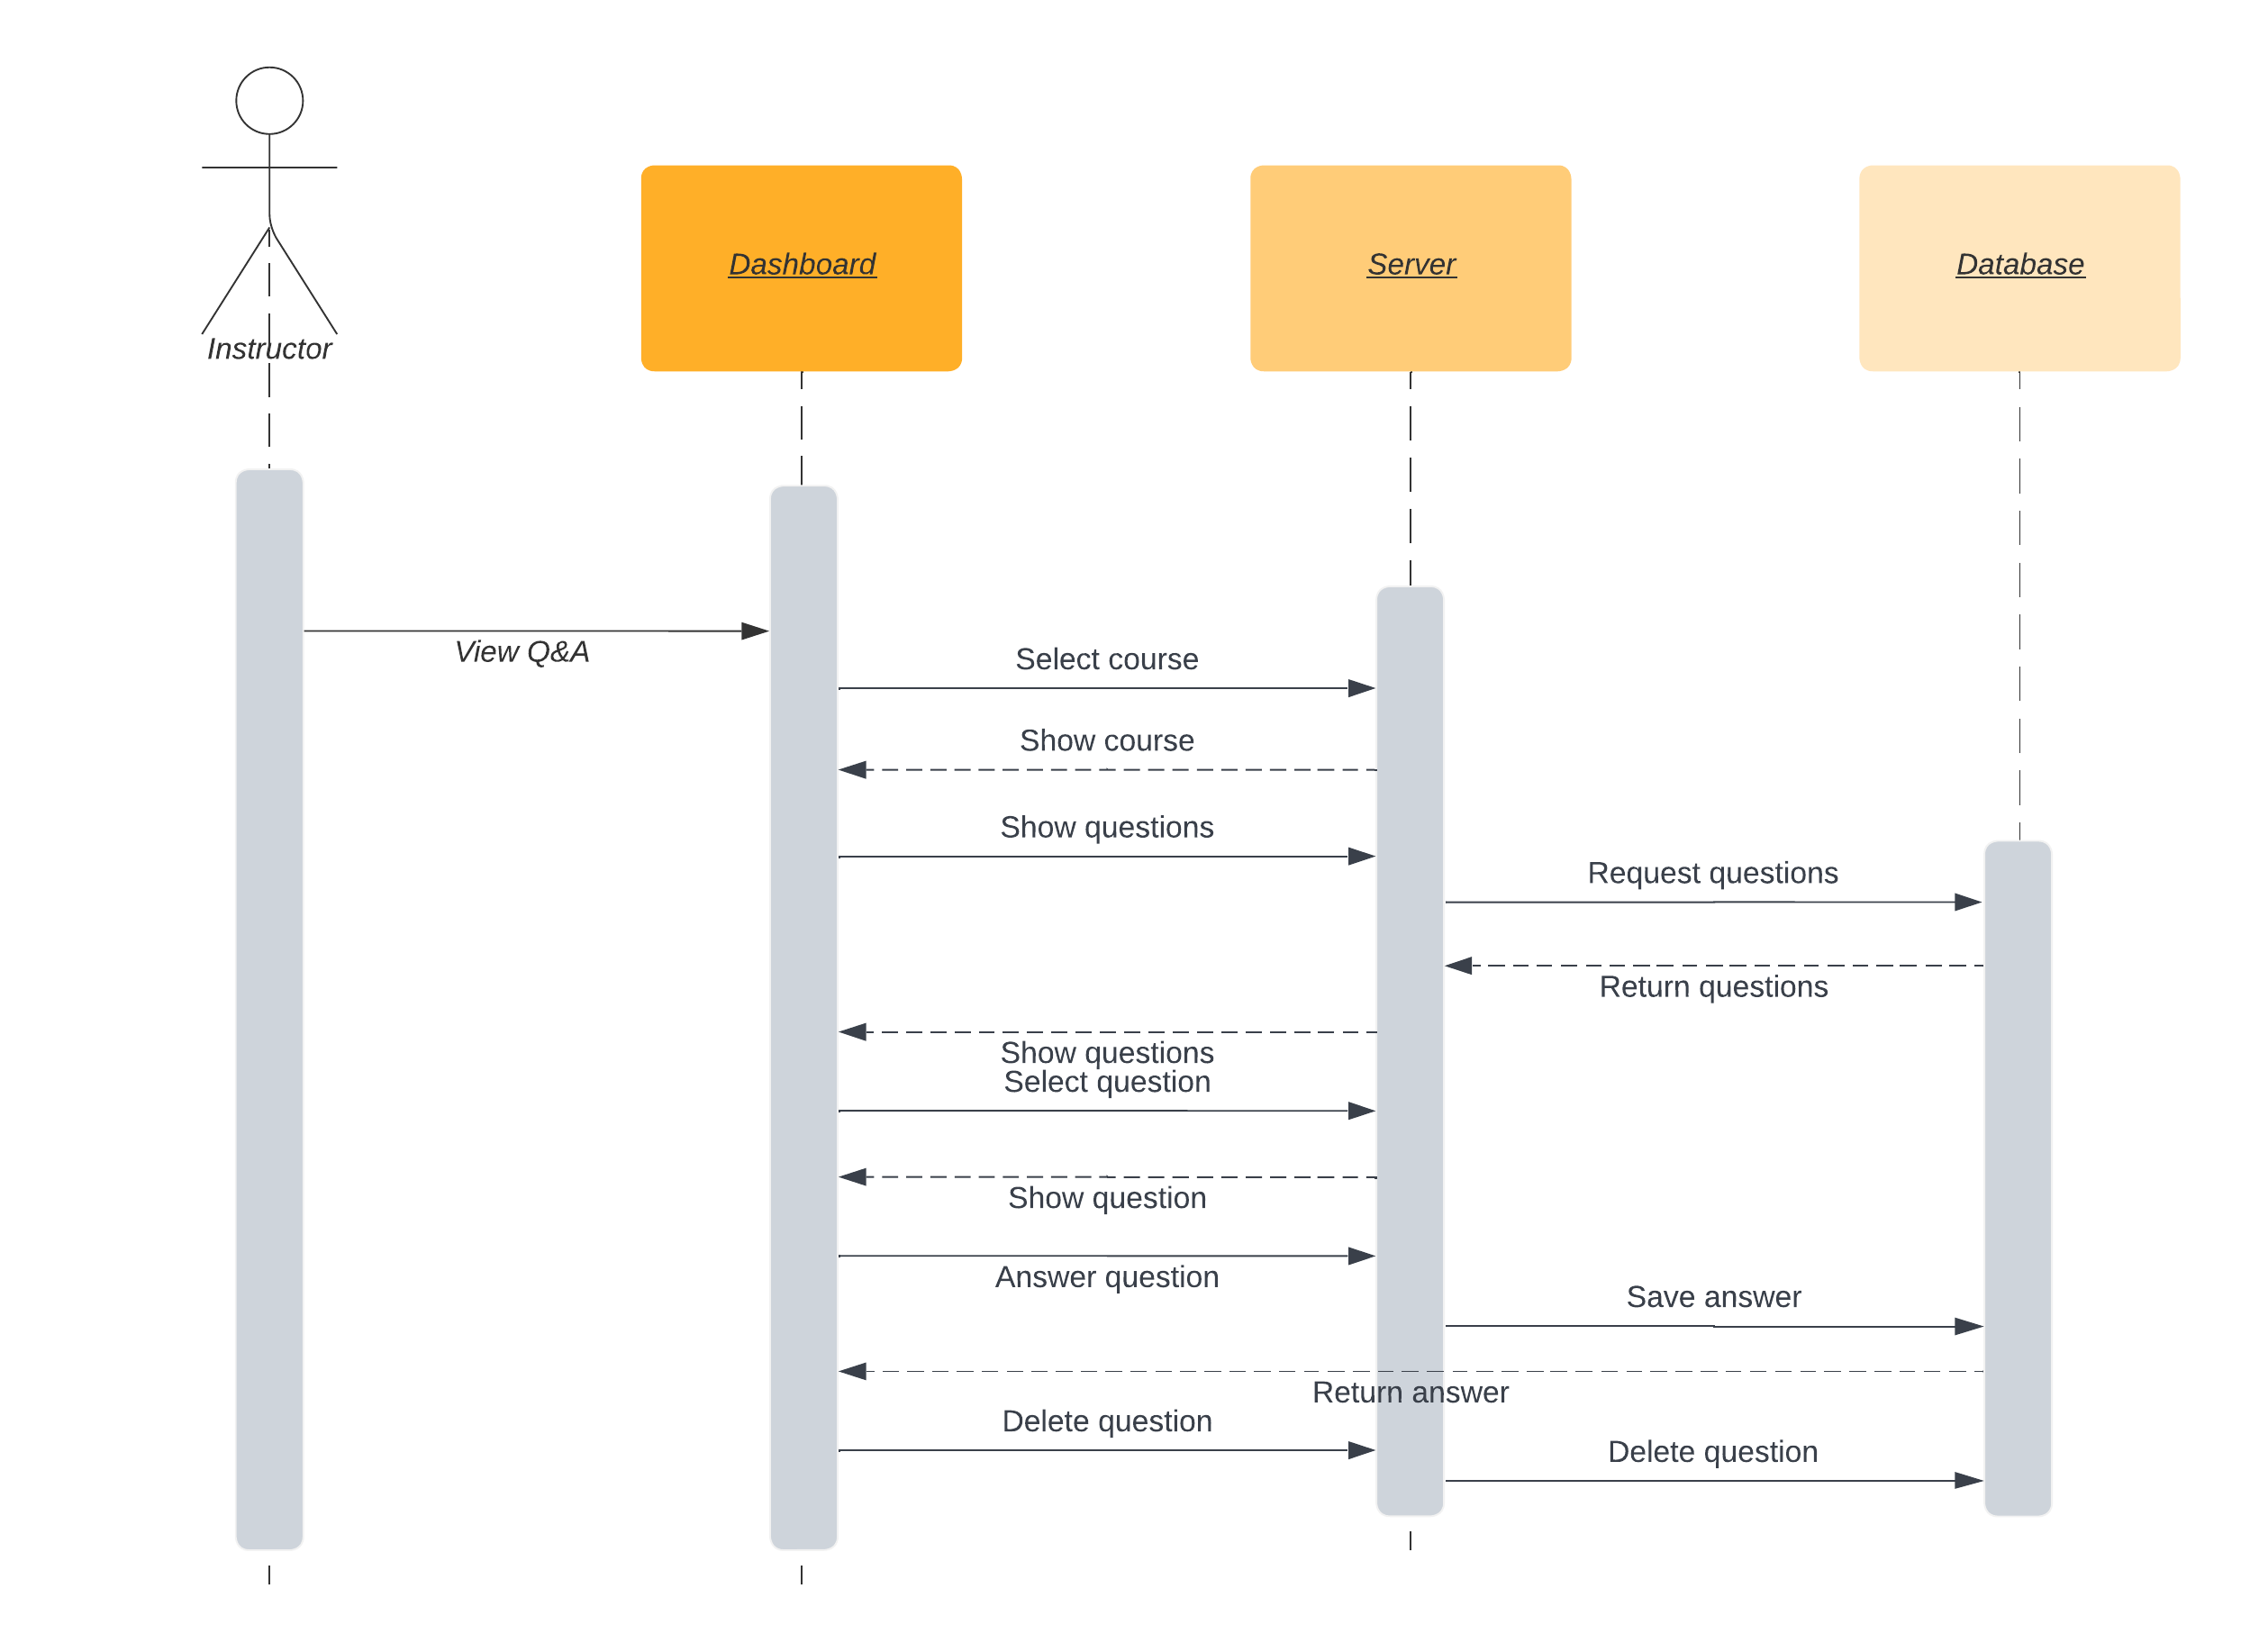 Dashboard
Server
Database
Instructor
View Q&A
Select course
Show course
Show questions
Request questions
Return questions
Show questions
Select question
Show question
Answer question
Save answer
Return answer
Delete question
Delete question